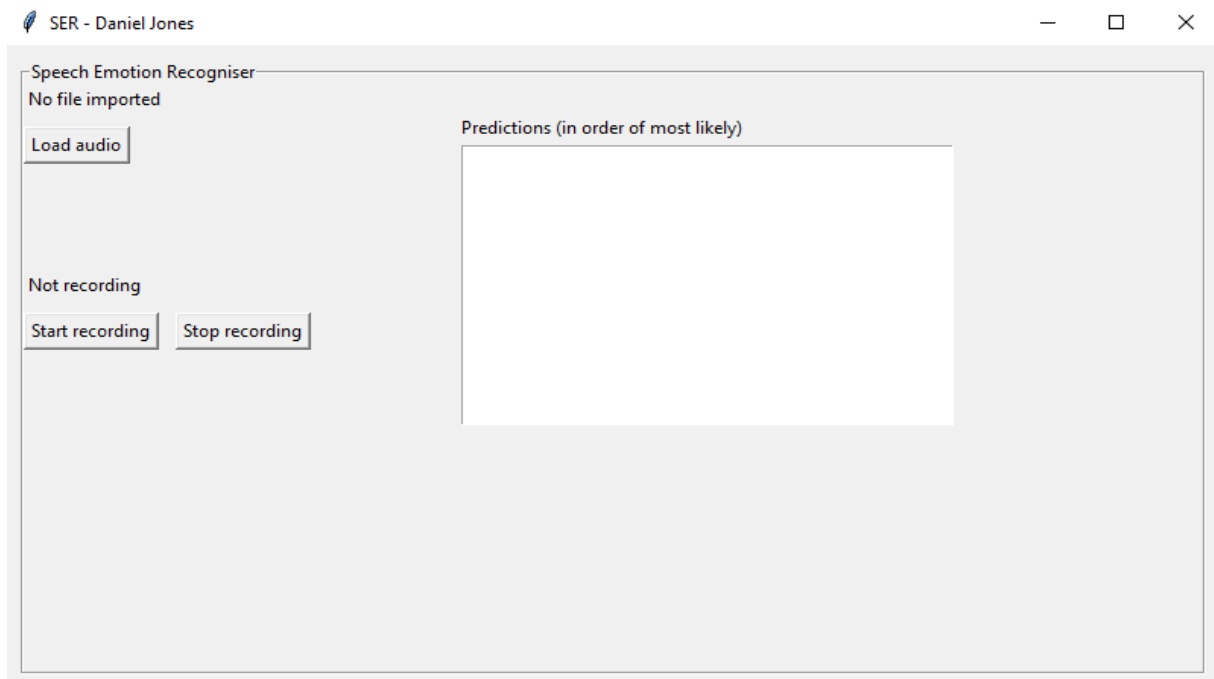 SER - Daniel Jones
Speech Emotion Recogniser
No file imported
Load audio
Predictions (in order of most likely)
Not recording
Start recording
Stop recording